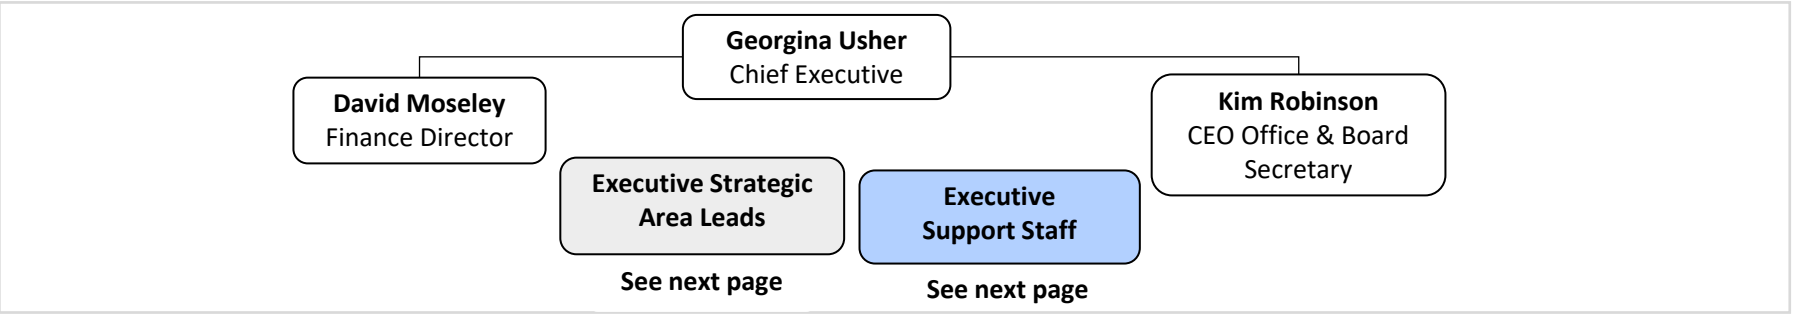 Georgina Usher
Chief Executive
David Moseley
Finance Director
Kim Robinson
CEO Office & Board
Secretary
Executive Strategic
Area Leads
Executive
Support Staff
See next page
See next page